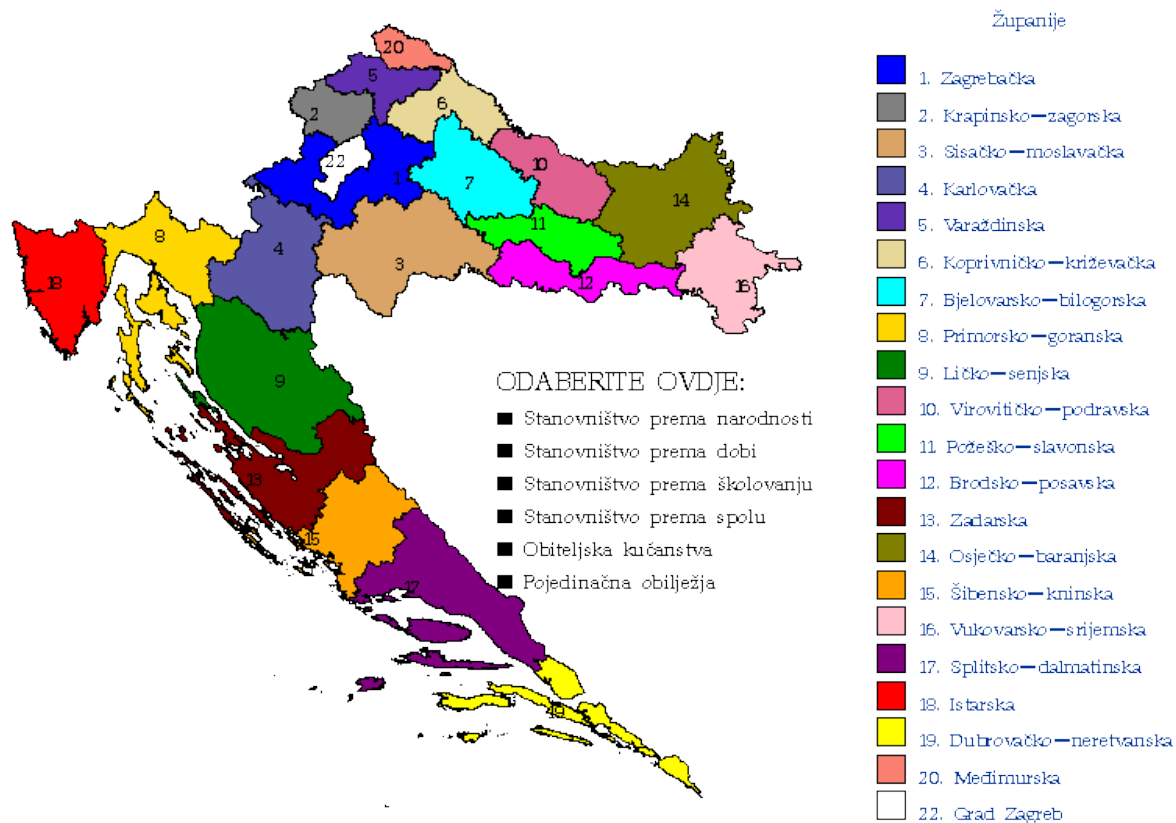 Županije
1. Zagrebačka
2. Krapinsko–zagorska
3. Sisačko–moslavačka
4. Karlovačka
5. Varaždinska
6. Koprivničko–križevačka
7. Bjelovarsko–bilogorska
8. Primorsko–goranska
9. Ličko–senjska
10. Virovitičko–podravska
11. Požeško–slavonska
12. Brodsko–posavska
13. Zadarska
14. Osječko–baranjska
15. Šibensko–kninska
16. Vukovarsko–srijemska
17. Splitsko–dalmatinska
18. Istarska
19. Dubrovačko–neretvanska
20. Međimurska
22. Grad Zagreb
20
5
2
6
22
1
7
10
14
11
8
4
3
12
16
18
9
13
15
17
19
ODABERITE OVDJE:
Stanovništvo prema narodnosti
Stanovništvo prema dobi
Stanovništvo prema školovanju
Stanovništvo prema spolu
Obiteljska kućanstva
Pojedinačna obilježja